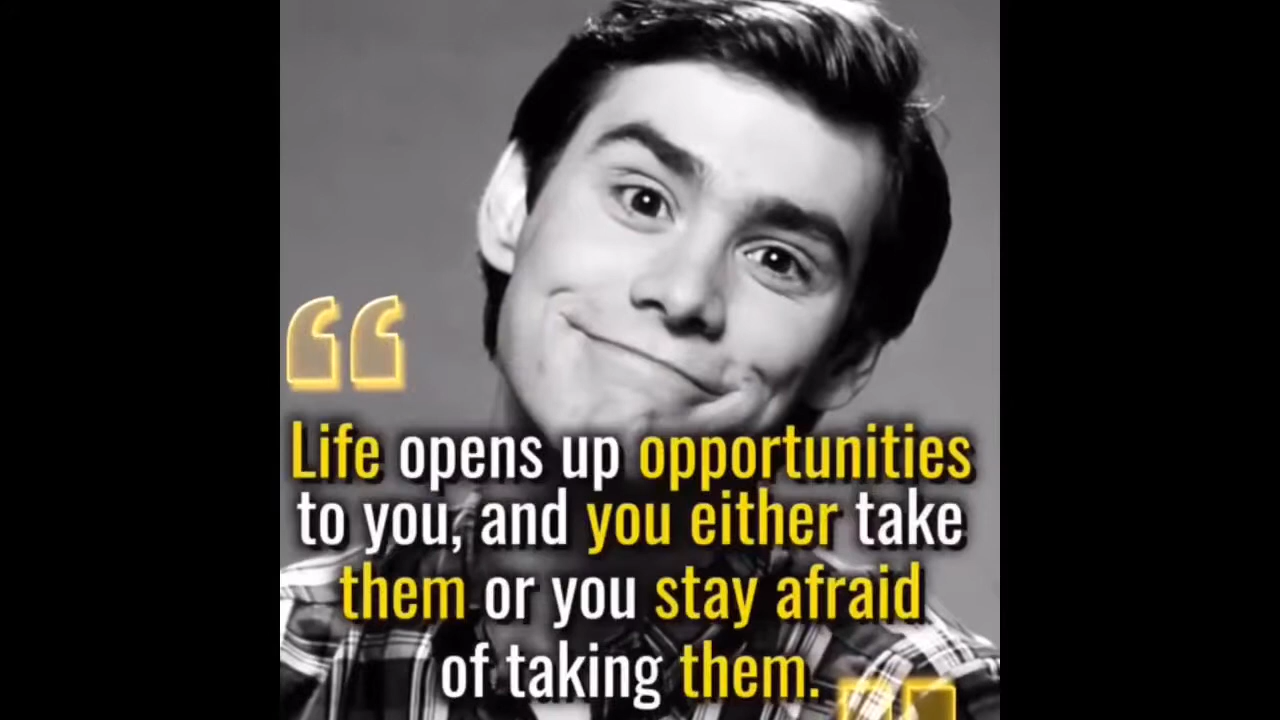 “
Life opens up opportunities
to you, and you either take
them or you stay afraid
of taking them.
”